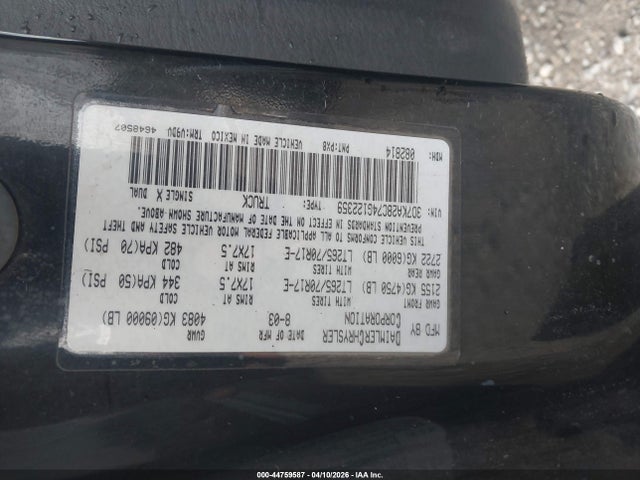 MFD BY DAIMLERCHRYSLER CORPORATION
DATE OF MFR 8-03
GVWR 4083 KG(09000 LB)
GAWR FRONT 2155 KG(4750 LB)
WITH TIRES LT265/70R17-E
RIMS AT 17X7.5
COLD 344 KPA(50 PSI)
GAWR REAR 2722 KG(6000 LB)
WITH TIRES LT265/70R17-E
RIMS AT 17X7.5
COLD 482 KPA(70 PSI)
THIS VEHICLE CONFORMS TO ALL APPLICABLE FEDERAL MOTOR VEHICLE SAFETY AND THEFT
PREVENTION STANDARDS IN EFFECT ON THE DATE OF MANUFACTURE SHOWN ABOVE.
VIN: 3D7KA28C74G122359 TYPE: TRUCK SINGLE X DUAL
MDH: 082814 PNT:PXB VEHICLE MADE IN MEXICO TRM:V9DV 4648507
000-44759587 - 04/10/2026 - IAA Inc.